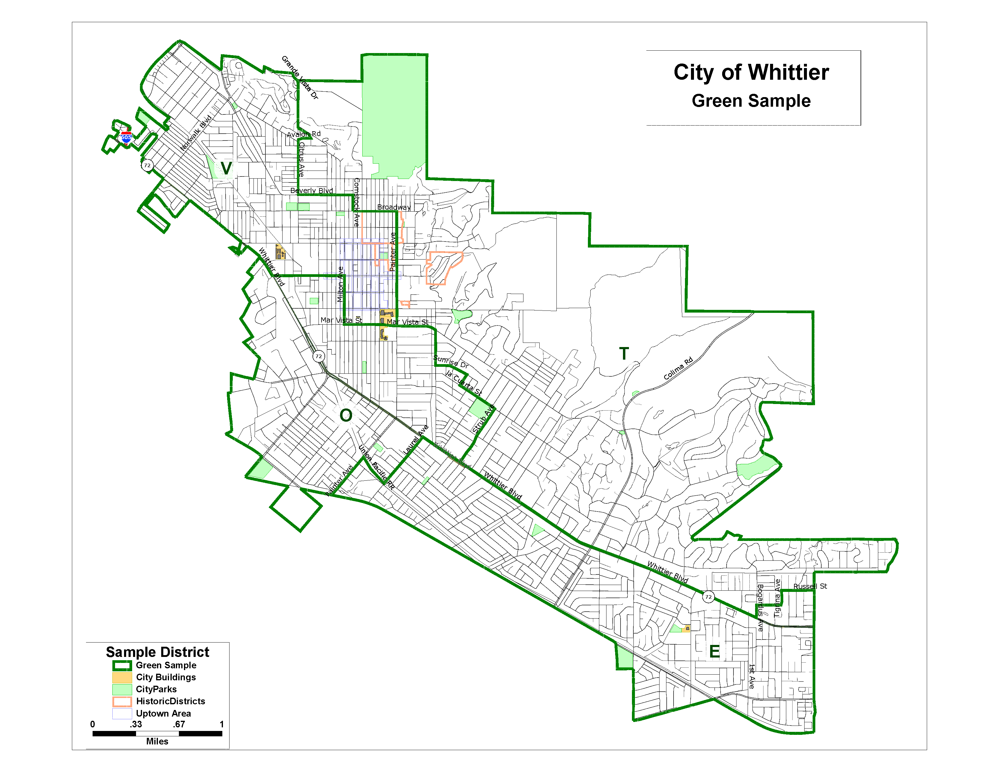 City of Whittier
Green Sample
Grande Vista Dr
Norwalk Blvd
605
Avalon Rd
Citrus Ave
72
V
Beverly Blvd
Comstock Ave
Broadway
Painter Ave
Whittier Blvd
Milton Ave
Mar Vista St
Mar Vista St
72
Sunrise Dr
la Cuarta St
T
Colima Rd
O
Strub Ave
Laurel Ave
Whittier Blvd
Union Pacific RR
Painter Ave
Whittier Blvd
Whittier Blvd
72
Bogardus Ave
Tigrina Ave
Russell St
E
1st Ave
Sample District
Green Sample
City Buildings
CityParks
HistoricDistricts
Uptown Area
0 .33 .67 1
Miles